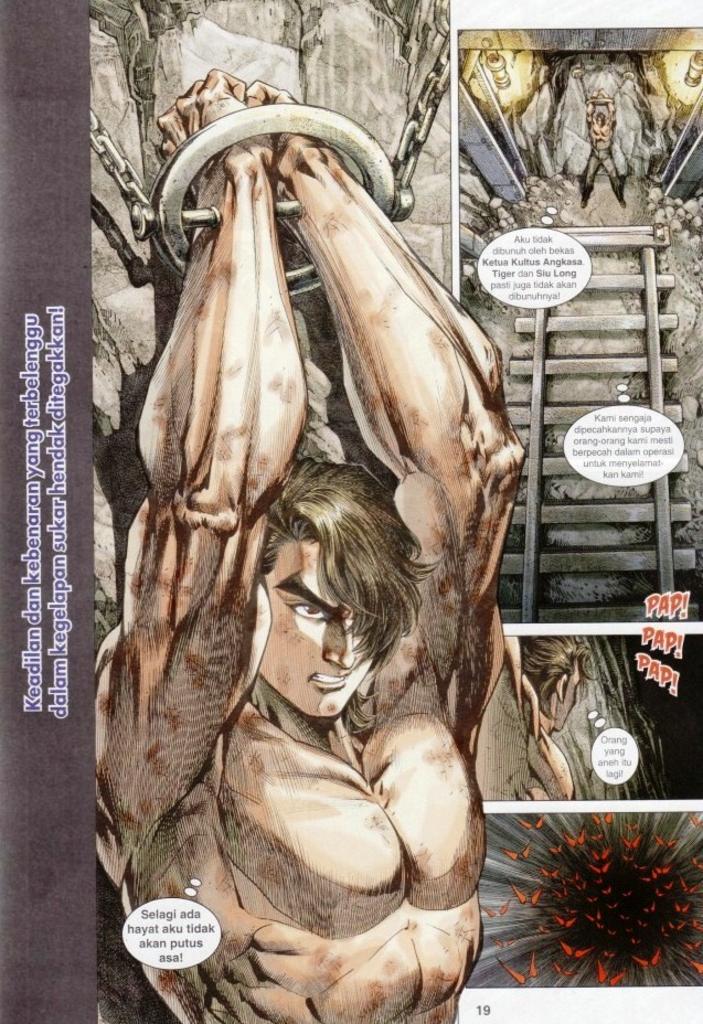 Keadilan dan kebenaran yang terbelenggu
dalam kegelapan sukar hendak ditegakkan!
Aku tidak
dibunuh oleh bekas
Ketua Kultus Angkasa.
Tiger dan Siu Long
pasti juga tidak akan
dibunuhnya!
Kami sengaja
dipecahkannya supaya
orang-orang kami mesti
berpecah dalam operasi
untuk menyelamat-
kan kami!
PAP!
PAP!
PAP!
Orang
yang
aneh itu
lagi!
Selagi ada
hayat aku tidak
akan putus
asa!
19